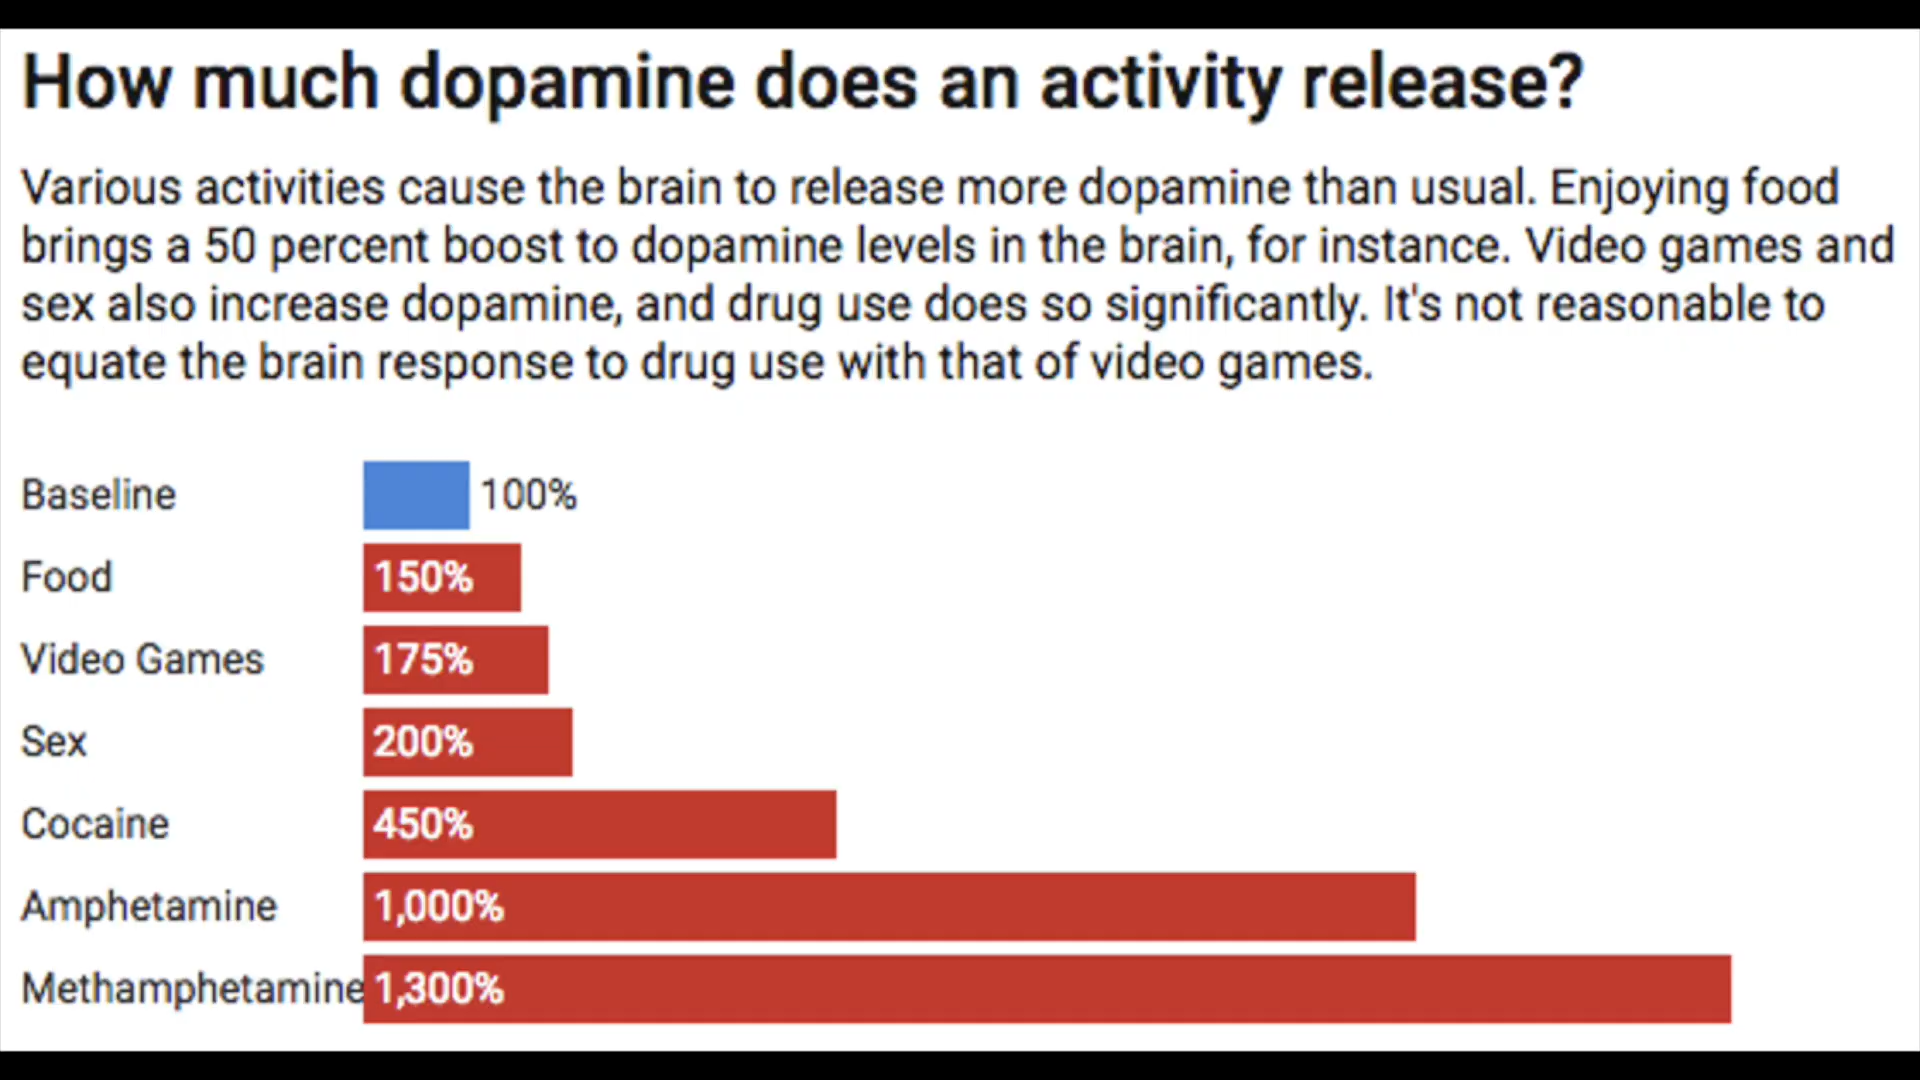 How much dopamine does an activity release?
Various activities cause the brain to release more dopamine than usual. Enjoying food
brings a 50 percent boost to dopamine levels in the brain, for instance. Video games and
sex also increase dopamine, and drug use does so significantly. It's not reasonable to
equate the brain response to drug use with that of video games.
Baseline 100%
Food 150%
Video Games 175%
Sex 200%
Cocaine 450%
Amphetamine 1,000%
Methamphetamine 1,300%